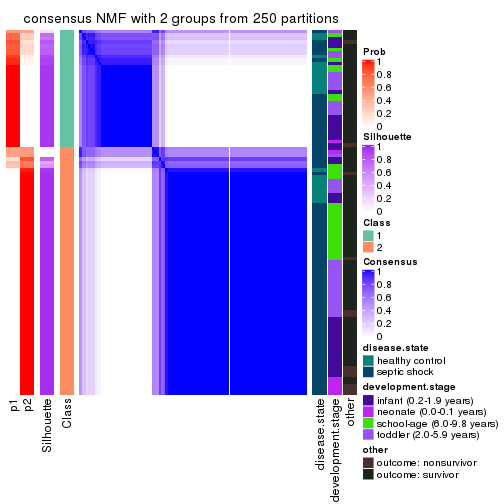 consensus NMF with 2 groups from 250 partitions
Prob
1
0.8
0.6
0.4
0.2
0
Silhouette
1
0.8
0.6
0.4
0.2
0
Class
1
2
Consensus
1
0.8
0.6
0.4
0.2
0
disease.state
healthy control
septic shock
development.stage
infant (0.2-1.9 years)
neonate (0.0-0.1 years)
school-age (6.0-9.8 years)
toddler (2.0-5.9 years)
other
outcome: nonsurvivor
outcome: survivor
p1
p2
Silhouette
Class
disease.state
development.stage
other